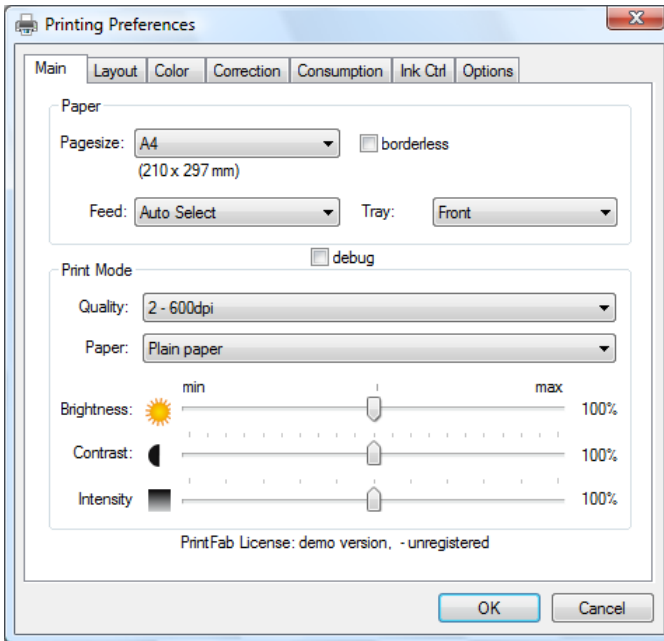 Printing Preferences
Main Layout Color Correction Consumption Ink Ctrl Options
Paper
Pagesize: A4 borderless
(210 x 297 mm)
Feed: Auto Select Tray: Front
debug
Print Mode
Quality: 2 - 600dpi
Paper: Plain paper
min max
Brightness: 100%
Contrast: 100%
Intensity 100%
PrintFab License: demo version, - unregistered
OK Cancel